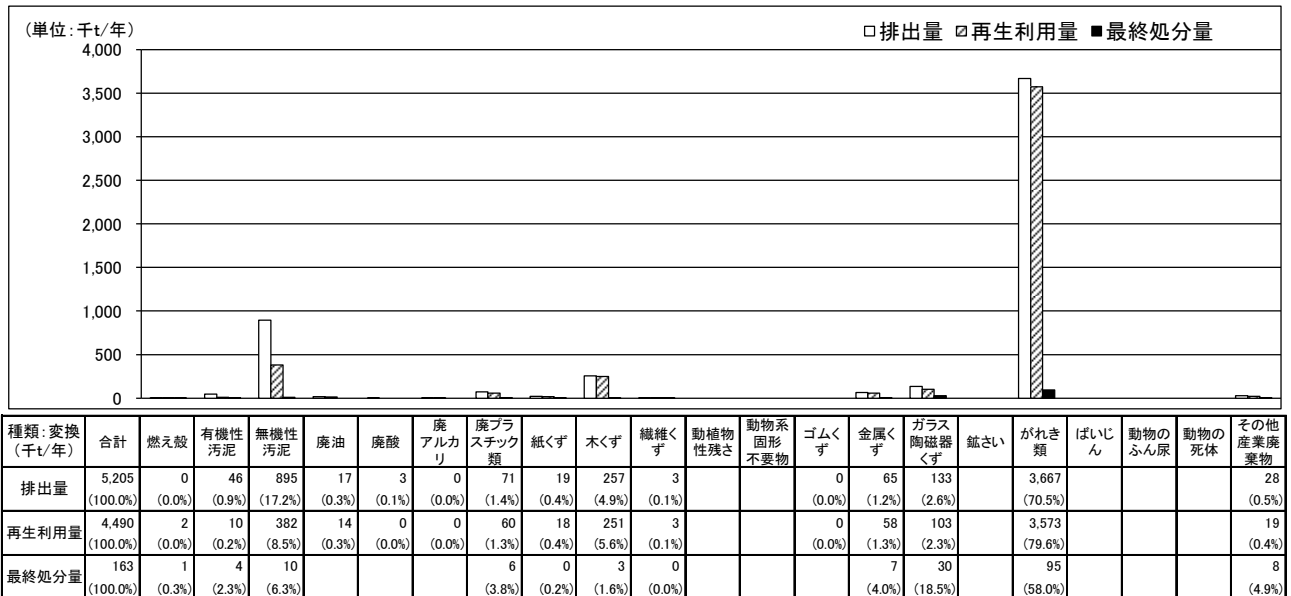 (単位:千t/年)
□排出量 再生利用量 ■最終処分量
4,000
3,500
3,000
2,500
2,000
1,500
1,000
500
0
種類:変換(千t/年) 合計 燃え殻 有機性汚泥 無機性汚泥 廃油 廃酸 廃アルカリ 廃プラスチック類 紙くず 木くず 繊維くず 動植物性残さ 動物系固形不要物 ゴムくず 金属くず ガラス陶磁器くず 鉱さい がれき類 ばいじん 動物のふん尿 動物の死体 その他産業廃棄物
排出量 5,205 0 46 895 17 3 0 71 19 257 3 0 65 133 3,667 28
(100.0%) (0.0%) (0.9%) (17.2%) (0.3%) (0.1%) (0.0%) (1.4%) (0.4%) (4.9%) (0.1%) (0.0%) (1.2%) (2.6%) (70.5%) (0.5%)
再生利用量 4,490 2 10 382 14 0 0 60 18 251 3 0 58 103 3,573 19
(100.0%) (0.0%) (0.2%) (8.5%) (0.3%) (0.0%) (0.0%) (1.3%) (0.4%) (5.6%) (0.1%) (0.0%) (1.3%) (2.3%) (79.6%) (0.4%)
最終処分量 163 1 4 10 6 0 3 0 7 30 95 8
(100.0%) (0.3%) (2.3%) (6.3%) (3.8%) (0.2%) (1.6%) (0.0%) (4.0%) (18.5%) (58.0%) (4.9%)